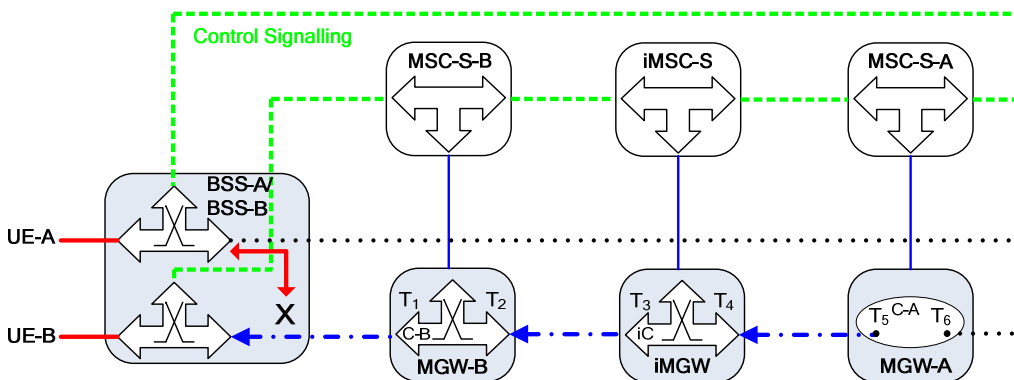 Control Signalling
MSC-S-B
iMSC-S
MSC-S-A
BSS-A/
BSS-B
UE-A
T1
T2
T3
T4
T5
C-A
T6
X
UE-B
C-B
iC
MGW-B
iMGW
MGW-A